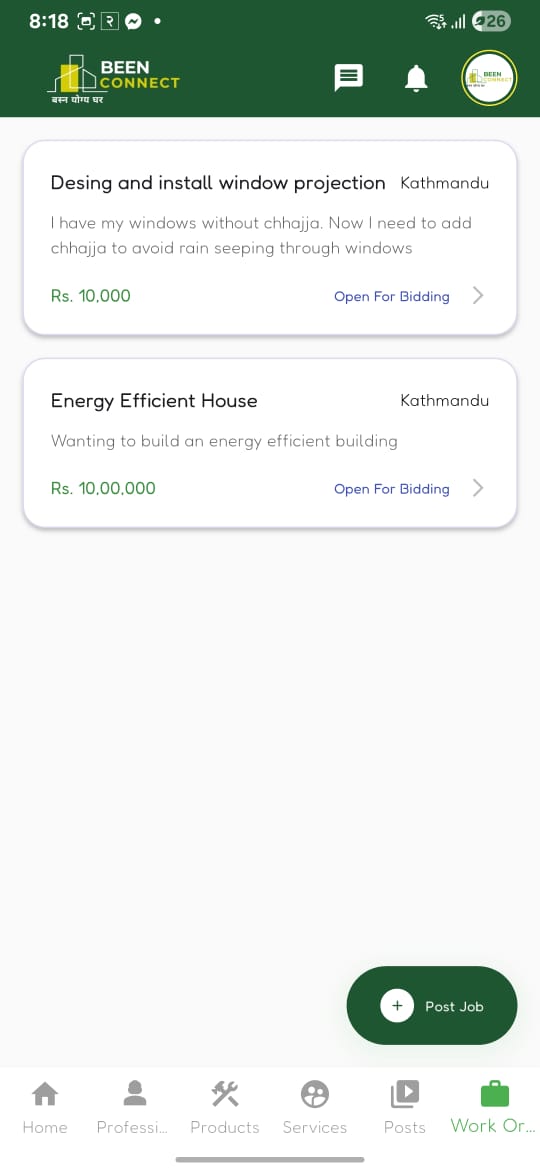 8:18
26
BEEN
CONNECT
बस्न योग्य घर
Desing and install window projection Kathmandu
I have my windows without chhajja. Now I need to add
chhajja to avoid rain seeping through windows
Rs. 10,000 Open For Bidding
Energy Efficient House Kathmandu
Wanting to build an energy efficient building
Rs. 10,00,000 Open For Bidding
+ Post Job
Home Professi... Products Services Posts Work Or...